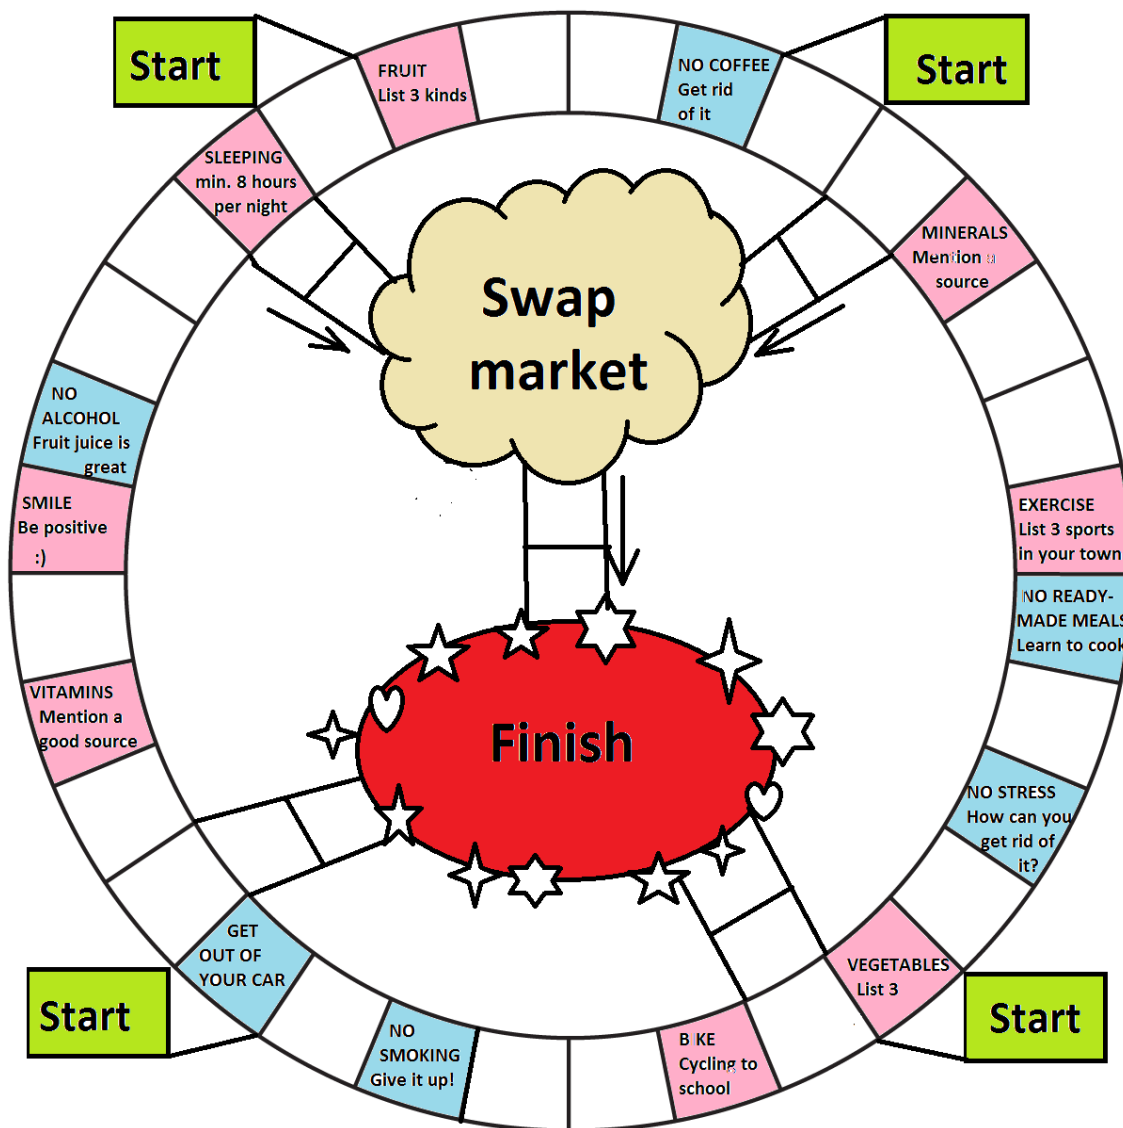 Start
Start
FRUIT
List 3 kinds
NO COFFEE
Get rid
of it
SLEEPING
min. 8 hours
per night
MINERALS
Mention a
source
Swap
market
NO
ALCOHOL
Fruit juice is
great
SMILE
Be positive
:)
EXERCISE
List 3 sports
in your town
NO READY-
MADE MEALS
Learn to cook
VITAMINS
Mention a
good source
Finish
NO STRESS
How can you
get rid of
it?
GET
OUT OF
YOUR CAR
VEGETABLES
List 3
Start
Start
NO
SMOKING
Give it up!
BIKE
Cycling to
school